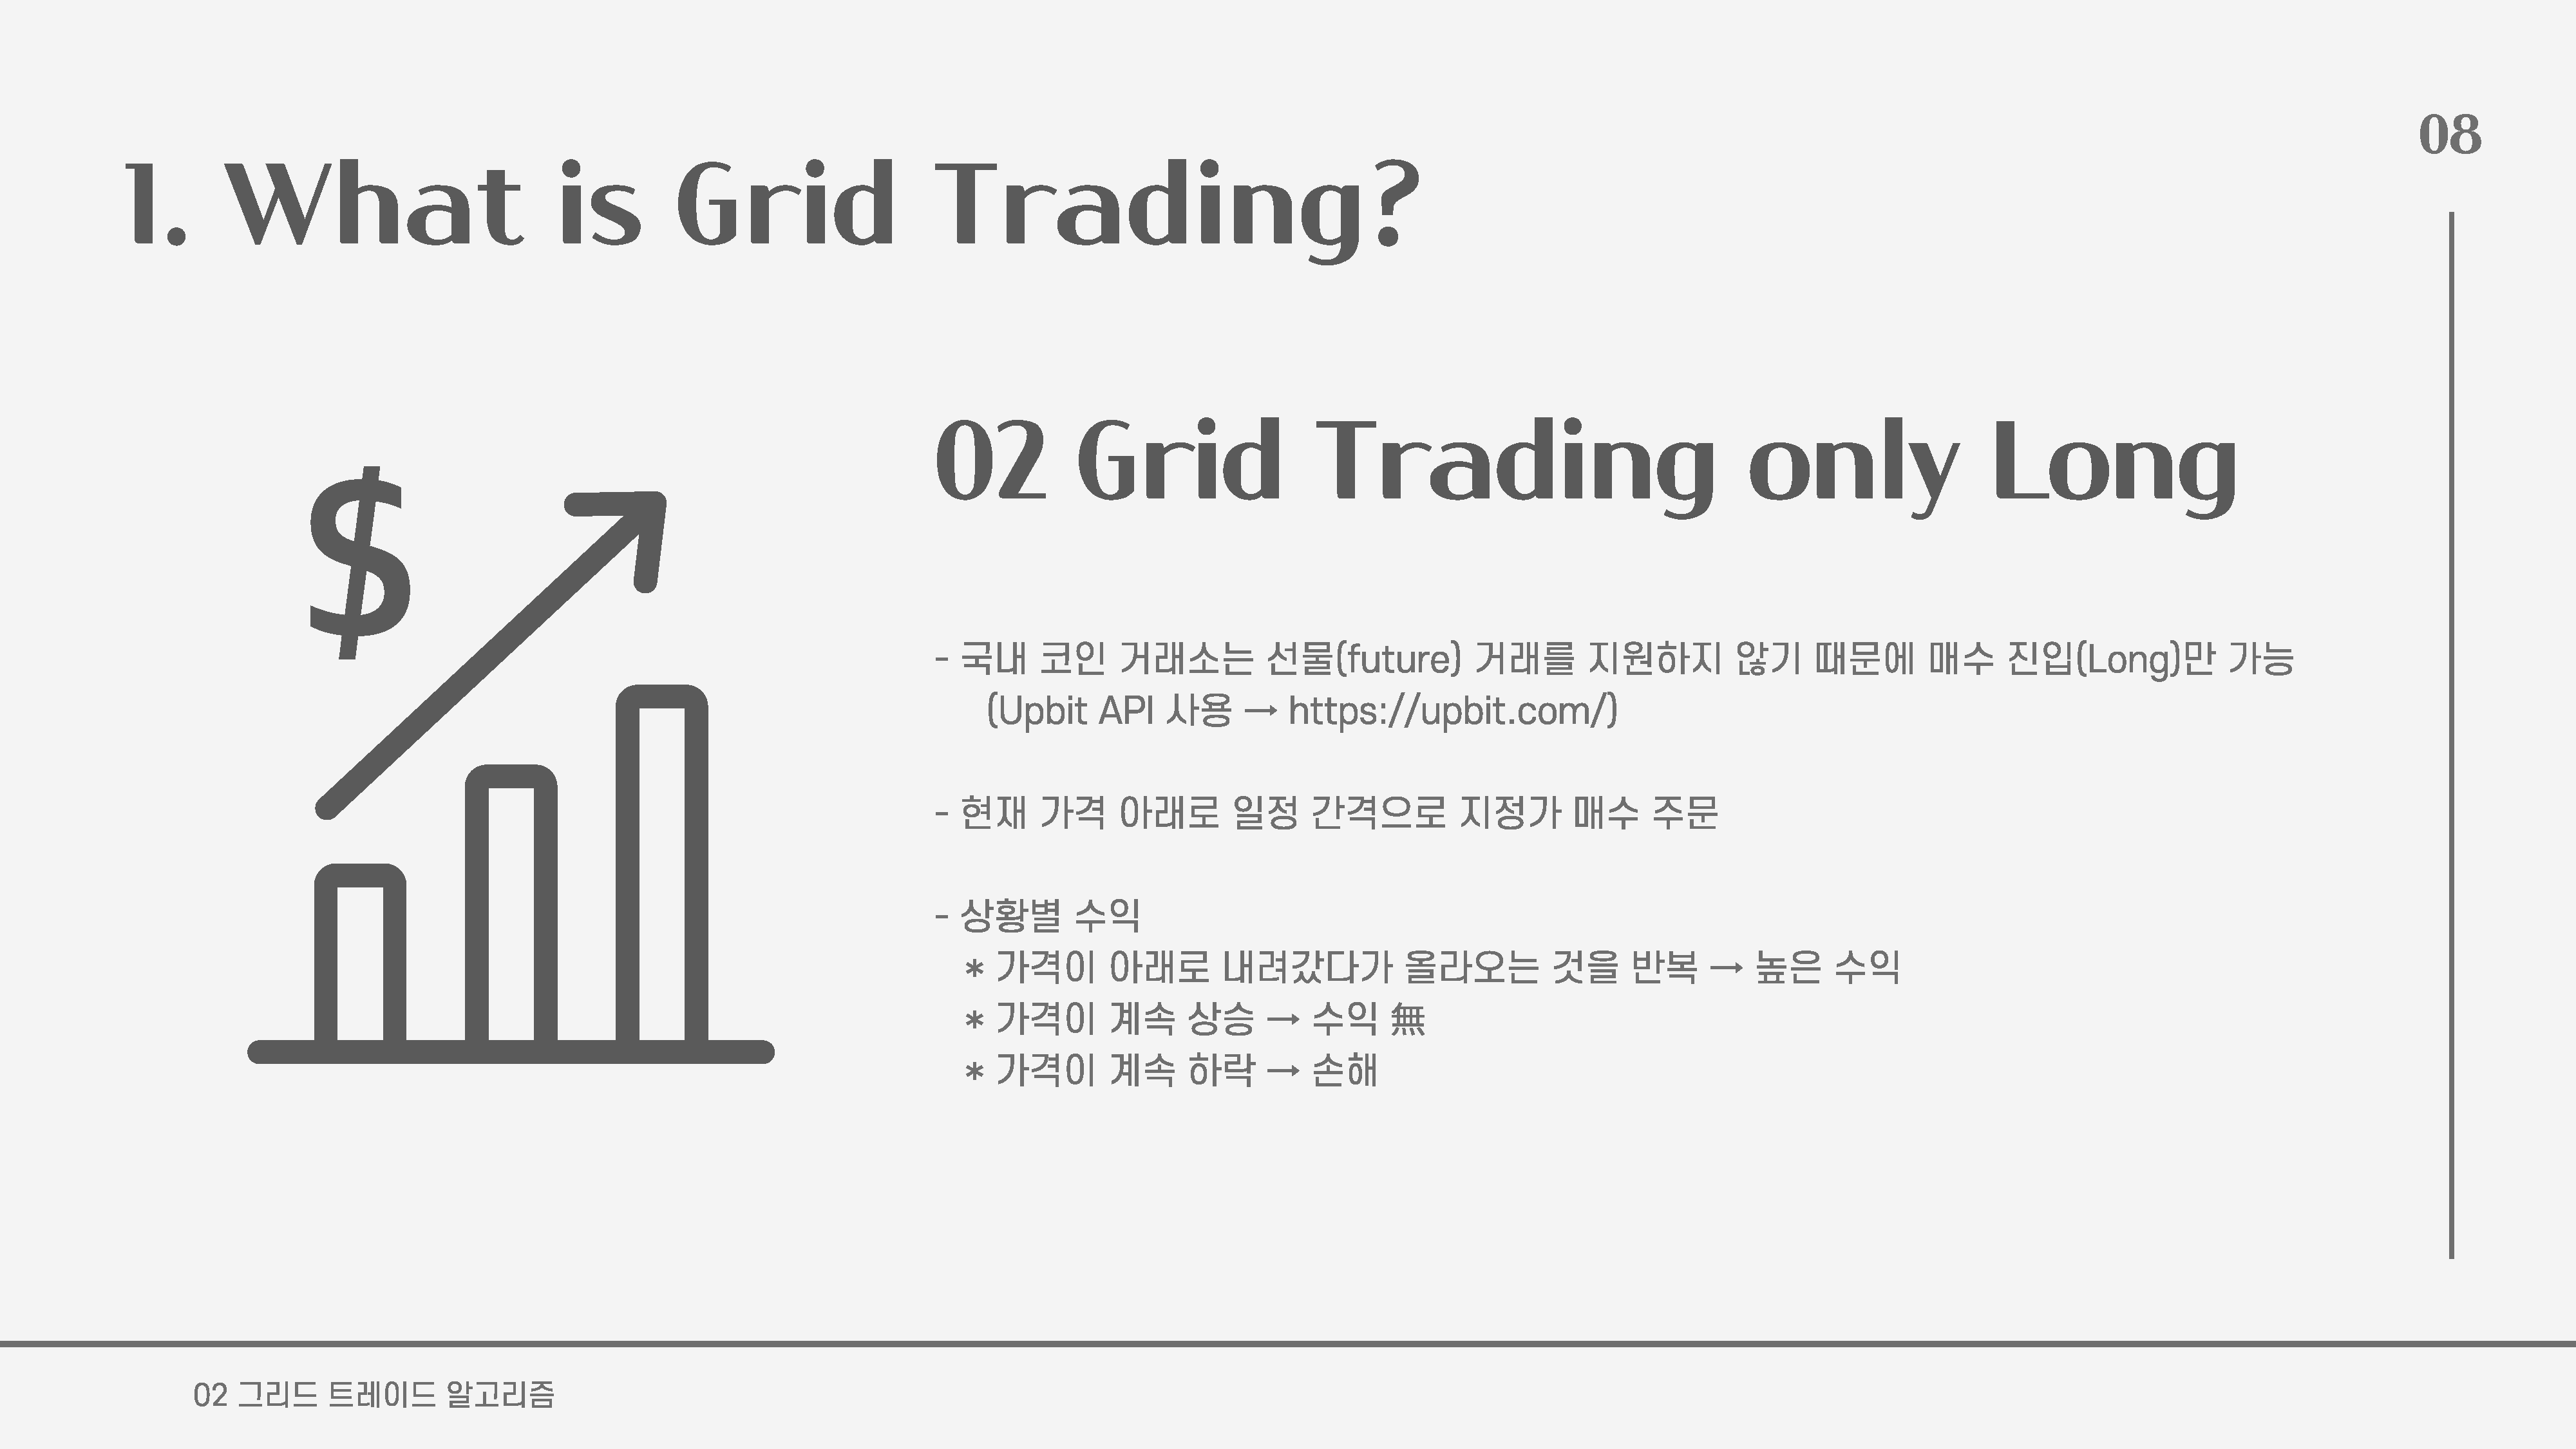 08
1. What is Grid Trading?
02 Grid Trading only Long
$
- 국내 코인 거래소는 선물(future) 거래를 지원하지 않기 때문에 매수 진입(Long)만 가능
(Upbit API 사용 → https://upbit.com/)
- 현재 가격 아래로 일정 간격으로 지정가 매수 주문
- 상황별 수익
* 가격이 아래로 내려갔다가 올라오는 것을 반복 → 높은 수익
* 가격이 계속 상승 → 수익 無
* 가격이 계속 하락 → 손해
02 그리드 트레이드 알고리즘